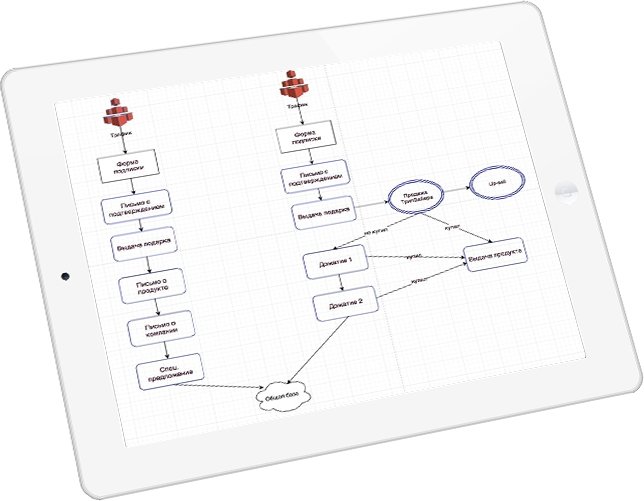 Трафик
Форма
подписки
Письмо с
подтверждением
Выдача подарка
Письмо о
продукте
Письмо о
компании
Спец.
предложение
Трафик
Форма
подписки
Письмо с
подтверждением
Выдача подарка
Продажа
Трипваера
Up-sell
не купил
купил
Дожатие 1
купил
Выдача продукта
Дожатие 2
купил
Общая база